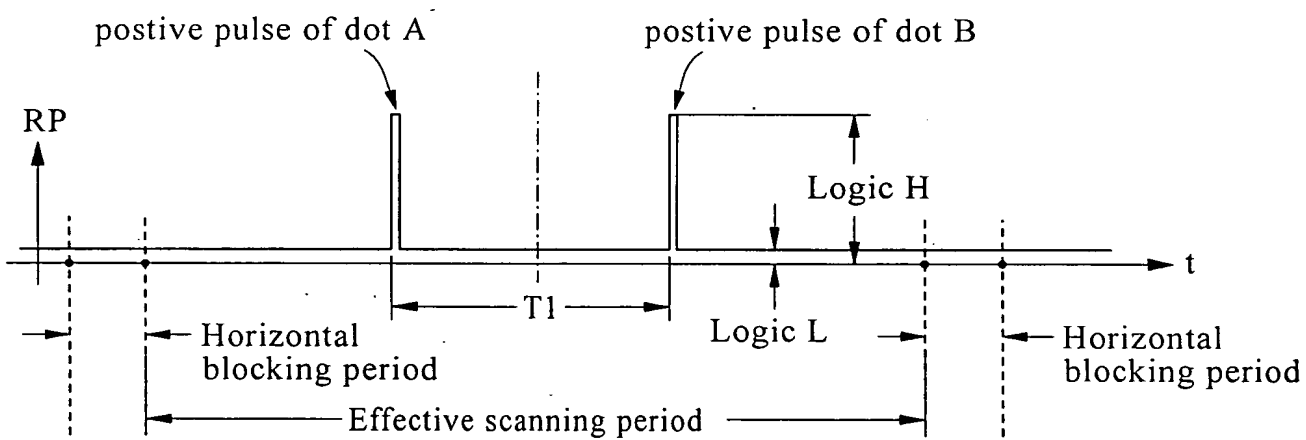 postive pulse of dot A
postive pulse of dot B
RP
Logic H
t
T1
Logic L
Horizontal
blocking period
Horizontal
blocking period
Effective scanning period